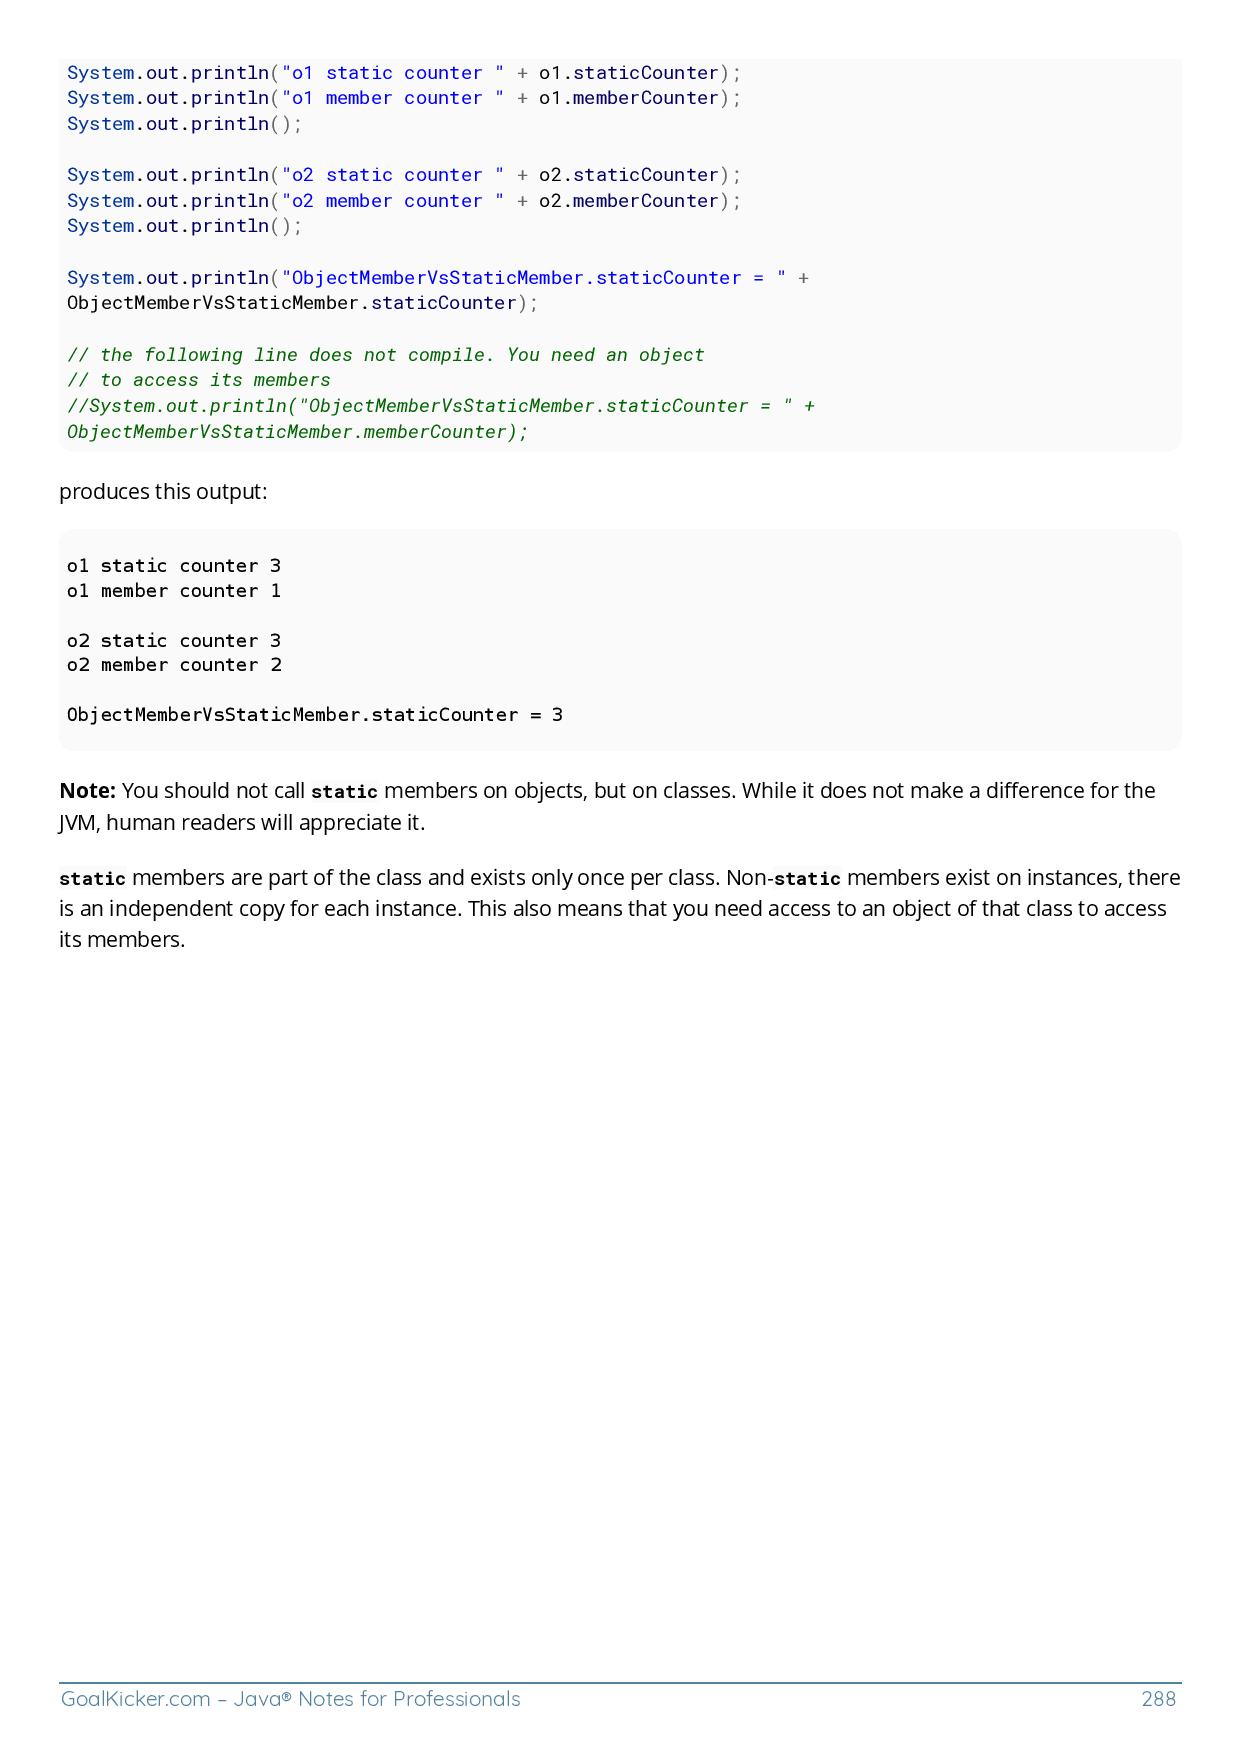 System.out.println("o1 static counter " + o1.staticCounter);
System.out.println("o1 member counter " + o1.memberCounter);
System.out.println();
System.out.println("o2 static counter " + o2.staticCounter);
System.out.println("o2 member counter " + o2.memberCounter);
System.out.println();
System.out.println("ObjectMemberVsStaticMember.staticCounter = " +
ObjectMemberVsStaticMember.staticCounter);
// the following line does not compile. You need an object
// to access its members
//System.out.println("ObjectMemberVsStaticMember.staticCounter = " +
ObjectMemberVsStaticMember.memberCounter);
produces this output:
o1 static counter 3
o1 member counter 1
o2 static counter 3
o2 member counter 2
ObjectMemberVsStaticMember.staticCounter = 3
Note: You should not call static members on objects, but on classes. While it does not make a difference for the
JVM, human readers will appreciate it.
static members are part of the class and exists only once per class. Non-static members exist on instances, there
is an independent copy for each instance. This also means that you need access to an object of that class to access
its members.
GoalKicker.com – Java® Notes for Professionals 288